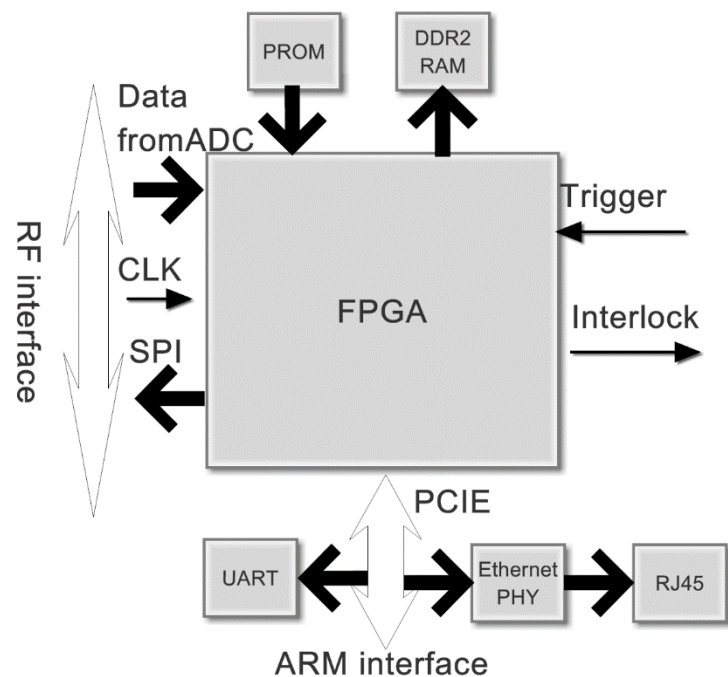 PROM
DDR2
RAM
Data
fromADC
Trigger
RF interface
CLK
FPGA
Interlock
SPI
PCIE
UART
Ethernet
PHY
RJ45
ARM interface